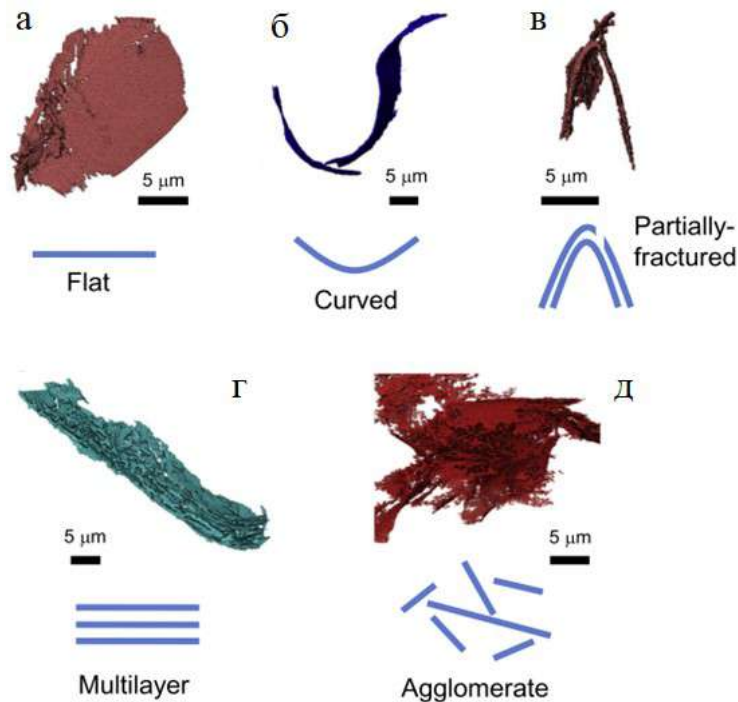 а
б
в
5 μm
5 μm
5 μm
Flat
Curved
Partially-
fractured
г
д
5 μm
5 μm
Multilayer
Agglomerate